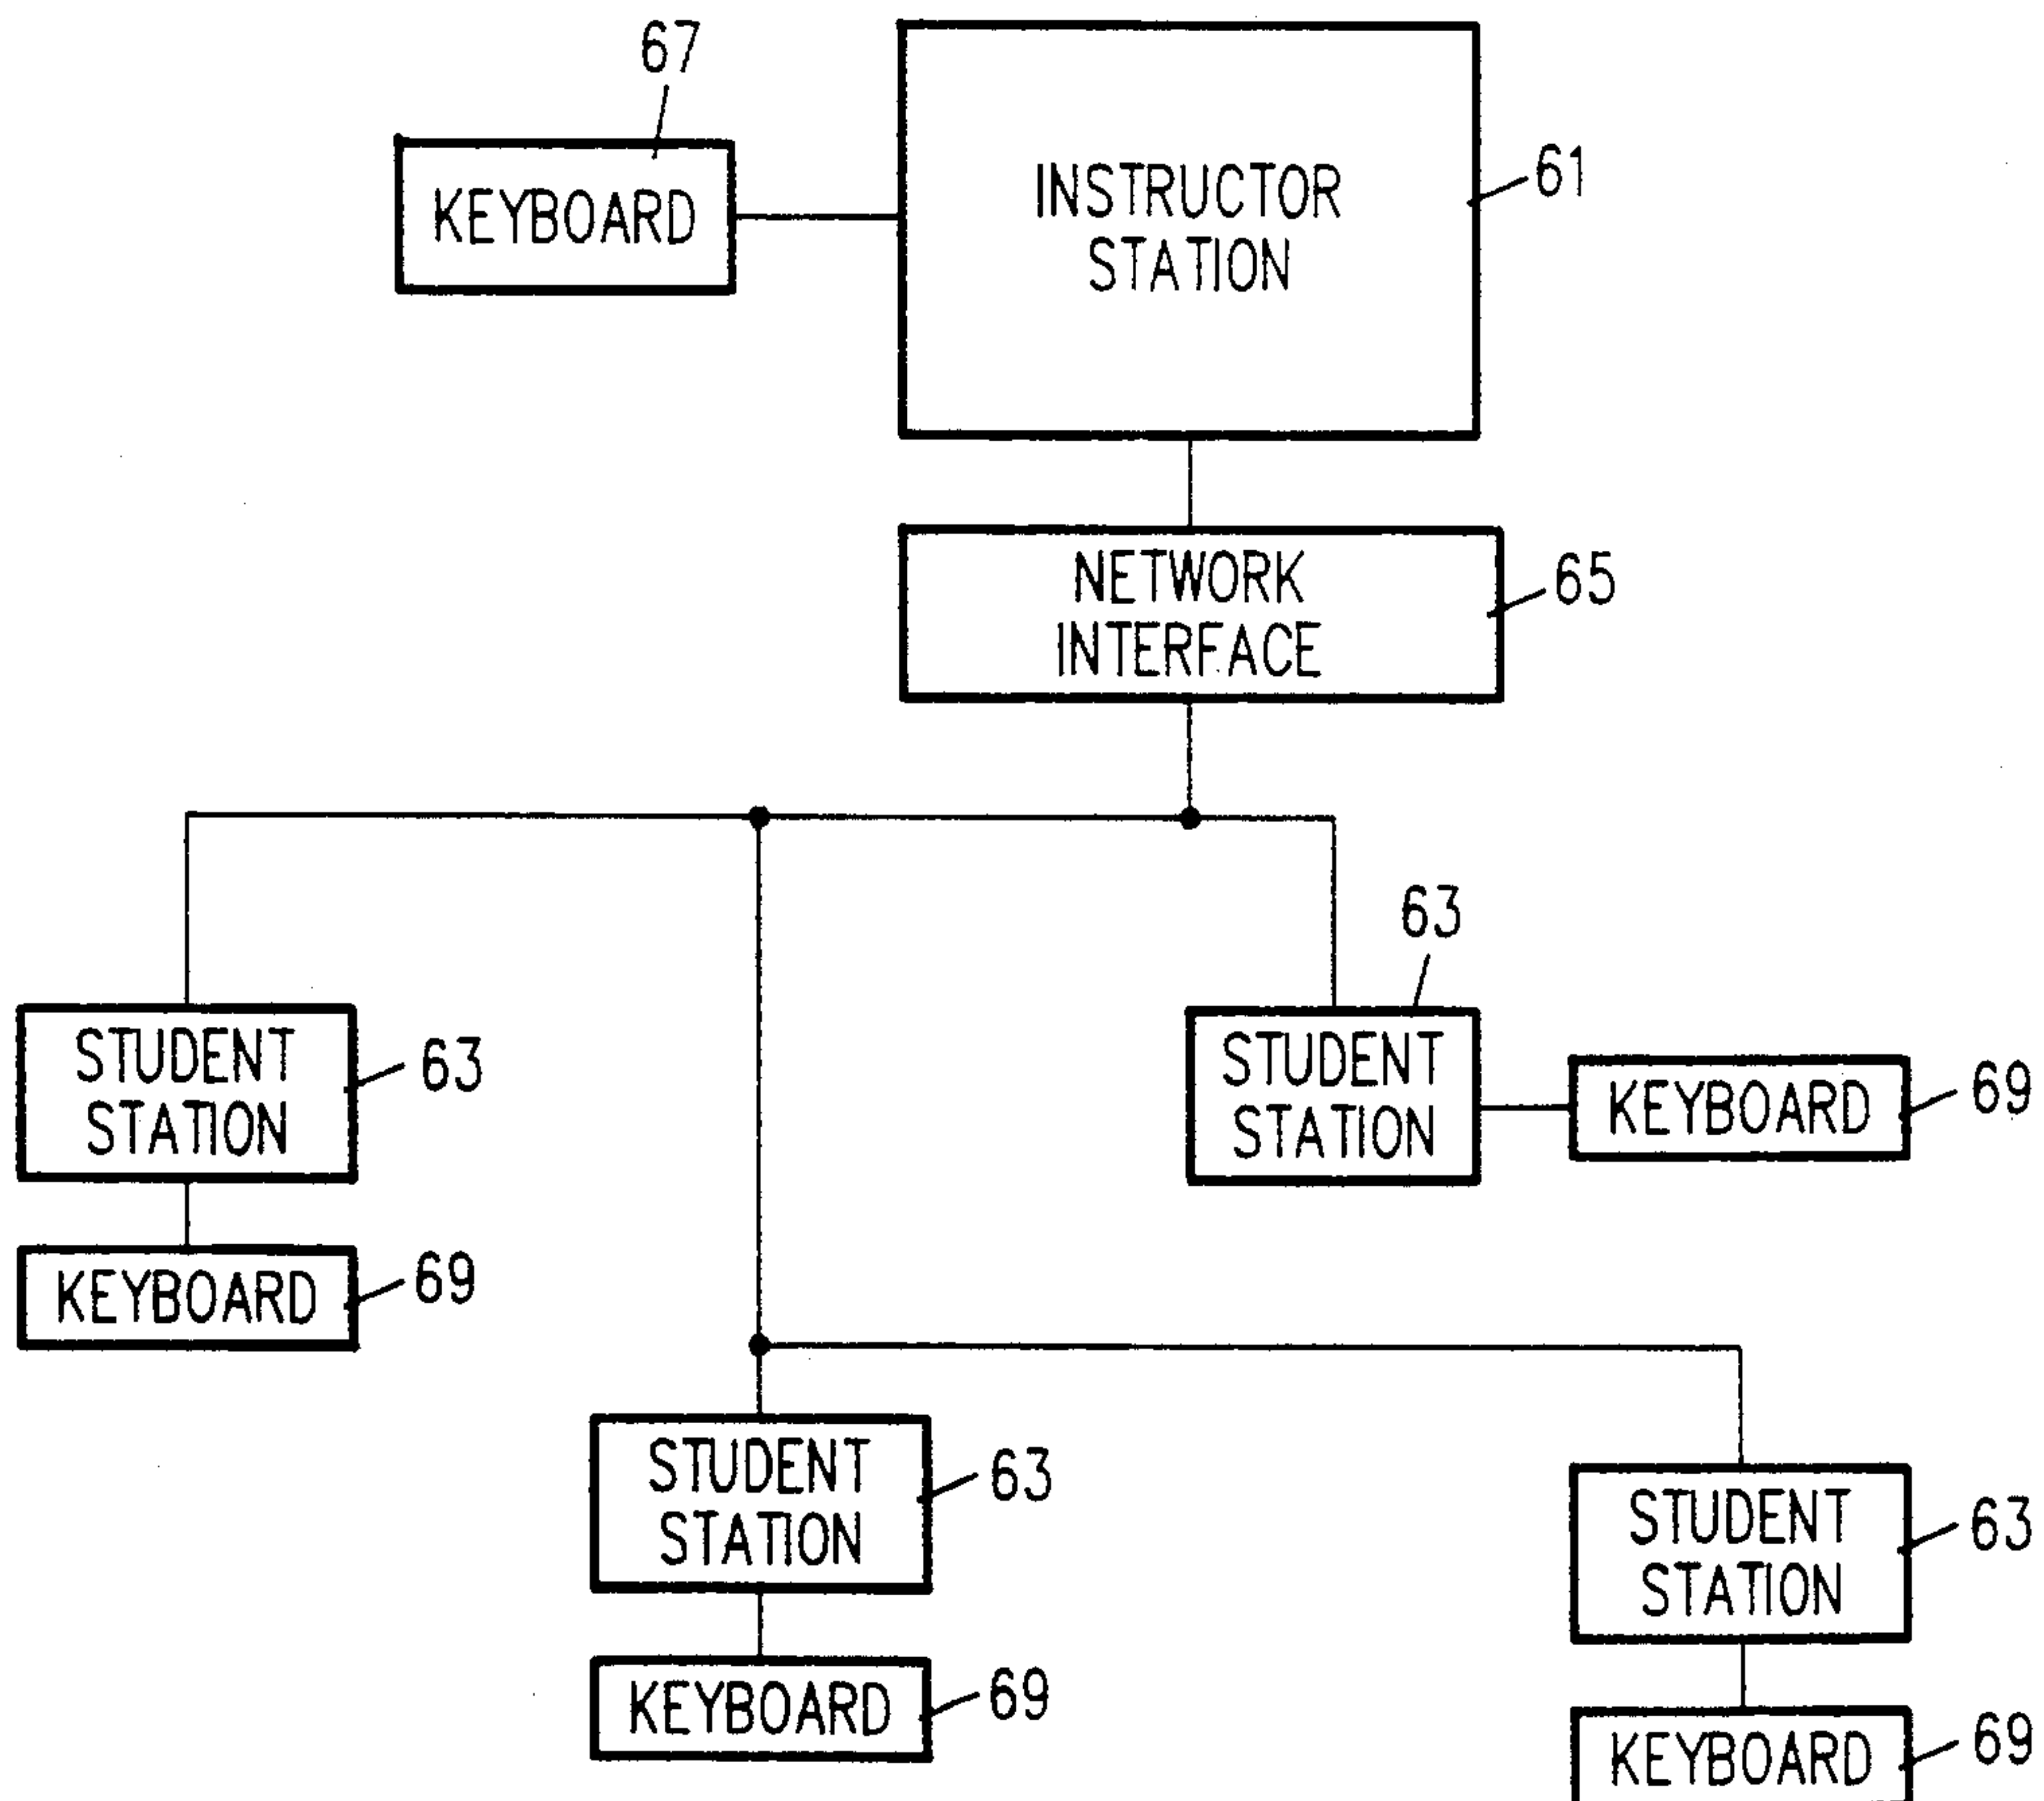 67
KEYBOARD
INSTRUCTOR
STATION
61
NETWORK
INTERFACE
65
STUDENT
STATION
63
KEYBOARD
69
63
STUDENT
STATION
KEYBOARD
69
STUDENT
STATION
63
KEYBOARD
69
STUDENT
STATION
63
KEYBOARD
69